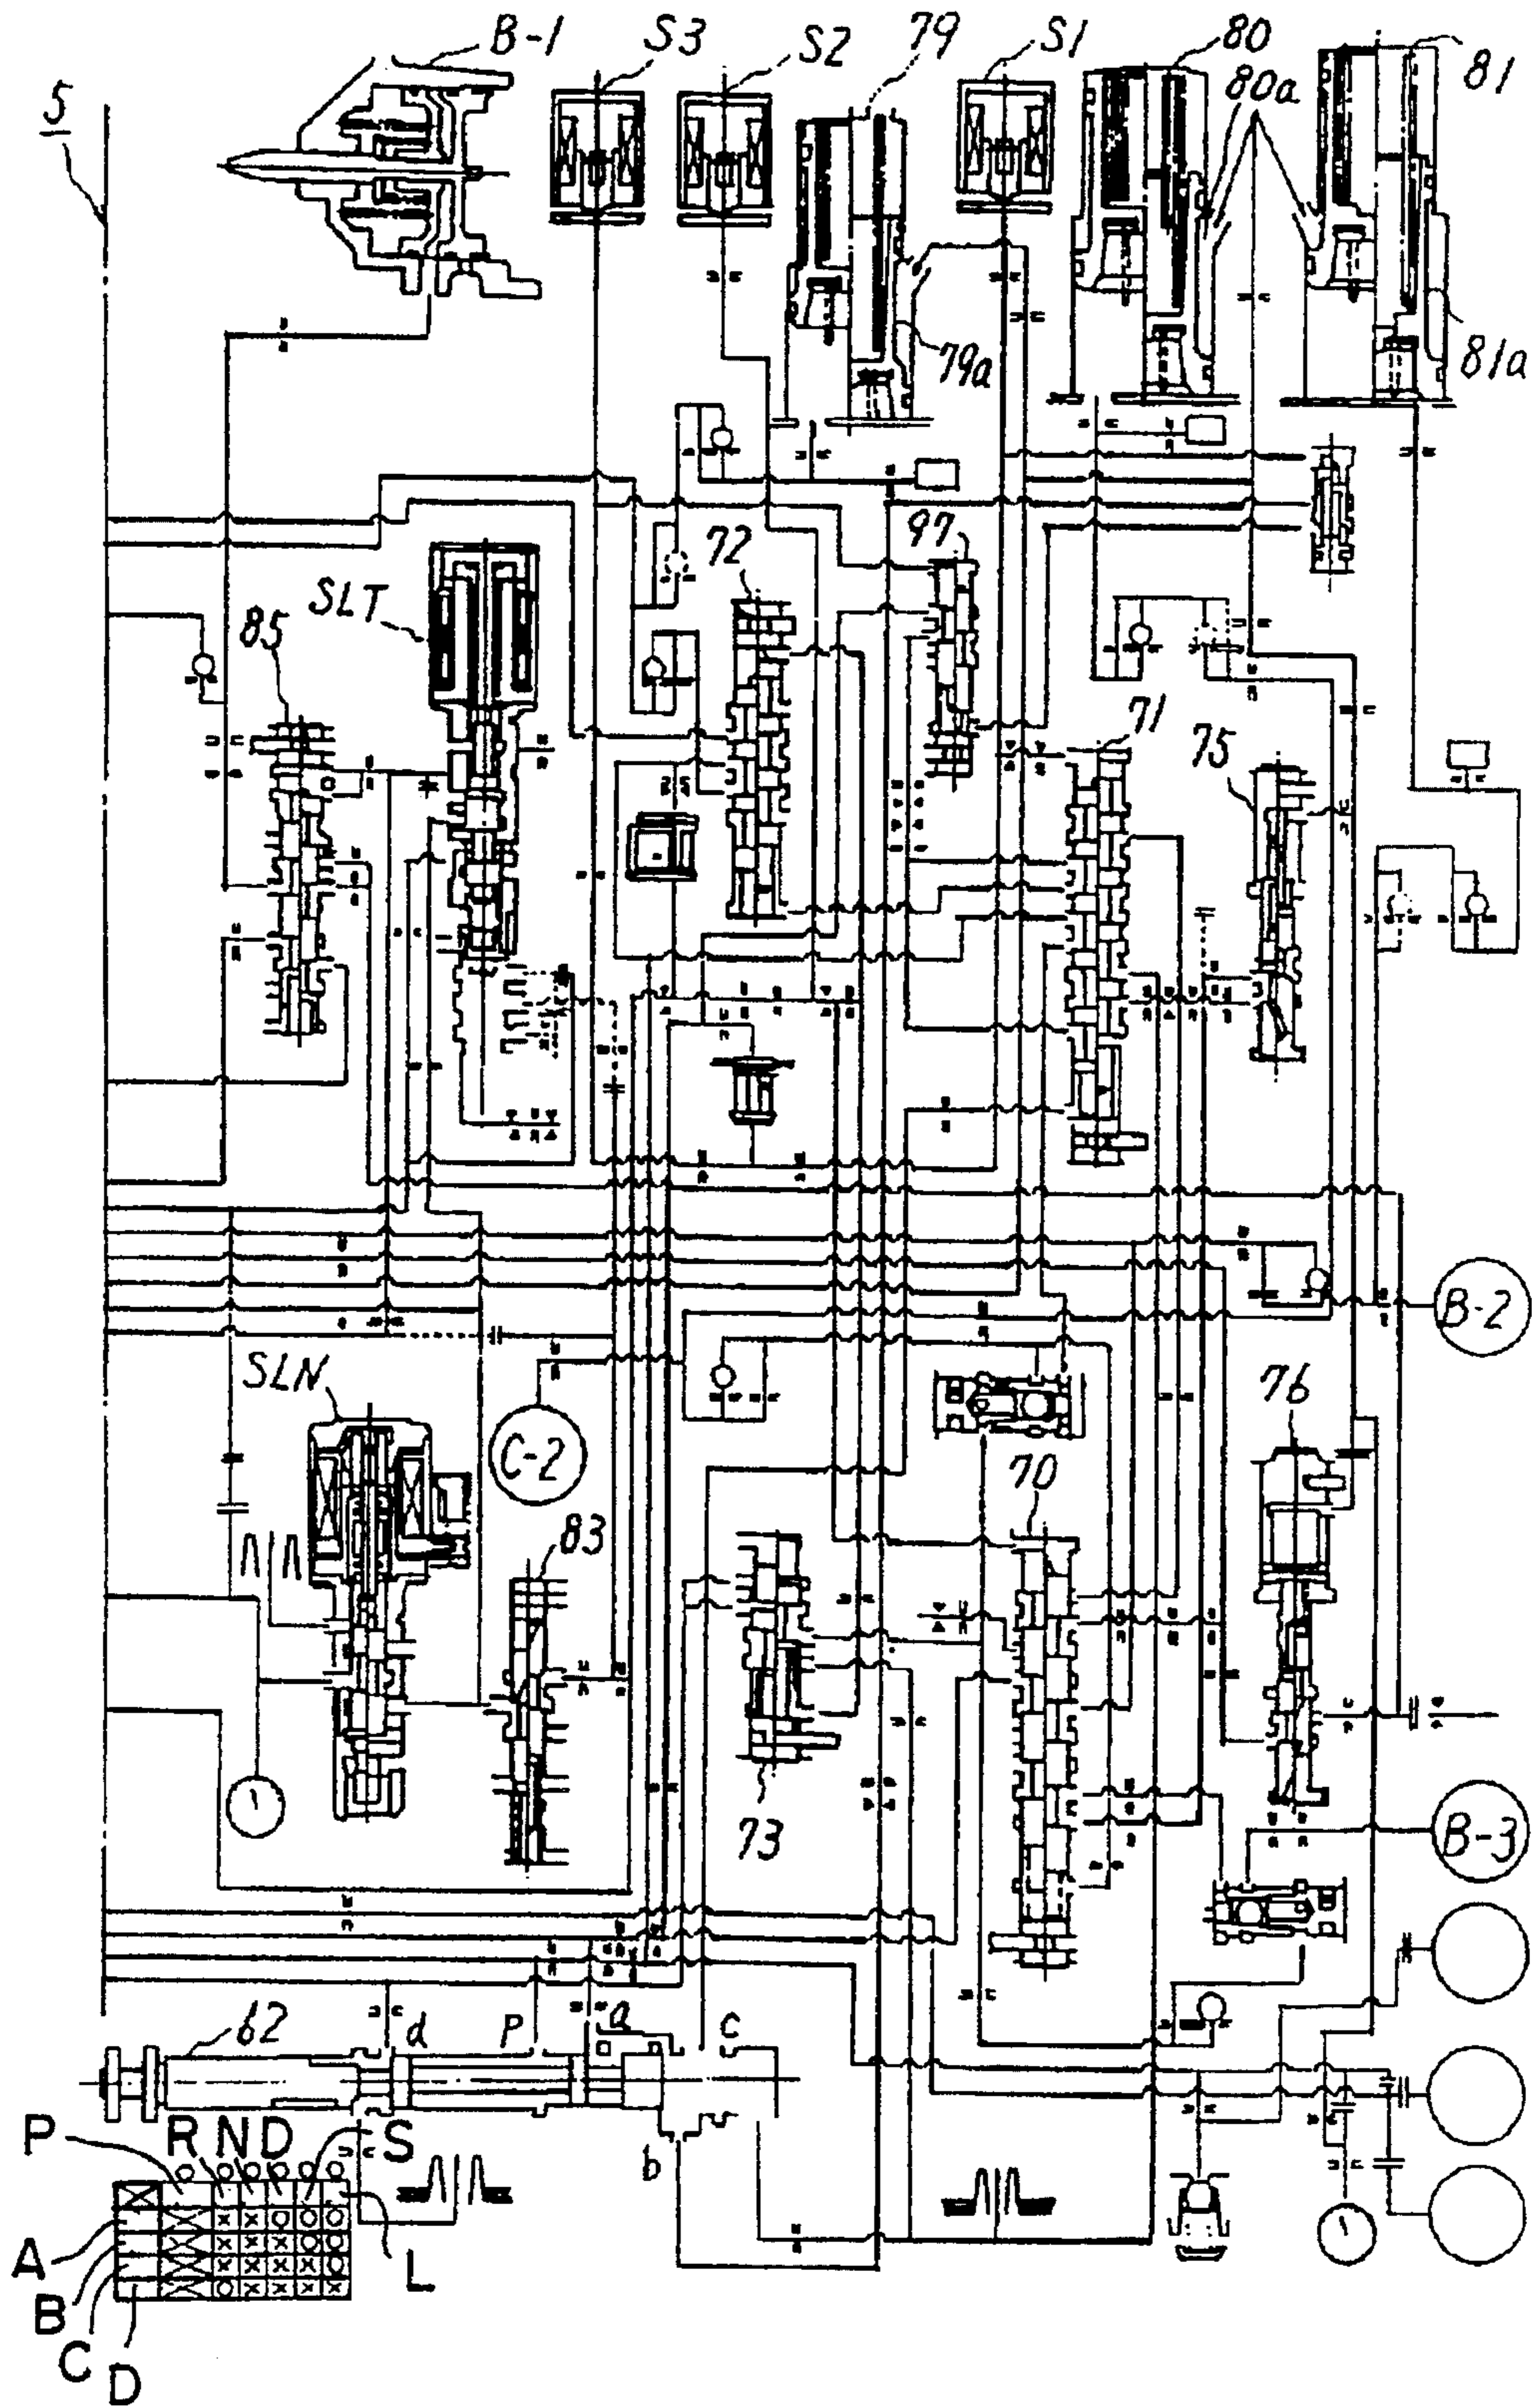 B-1
S3
S2
79
S1
80
80a
81
5
79a
81a
72
97
SLT
85
71
75
B-2
SLN
C-2
76
70
83
73
B-3
62
d
p
a
c
b
P
R
N
D
S
x x O O O
A
x x x O O
B
x x x x O
C
O x x x x
D
L